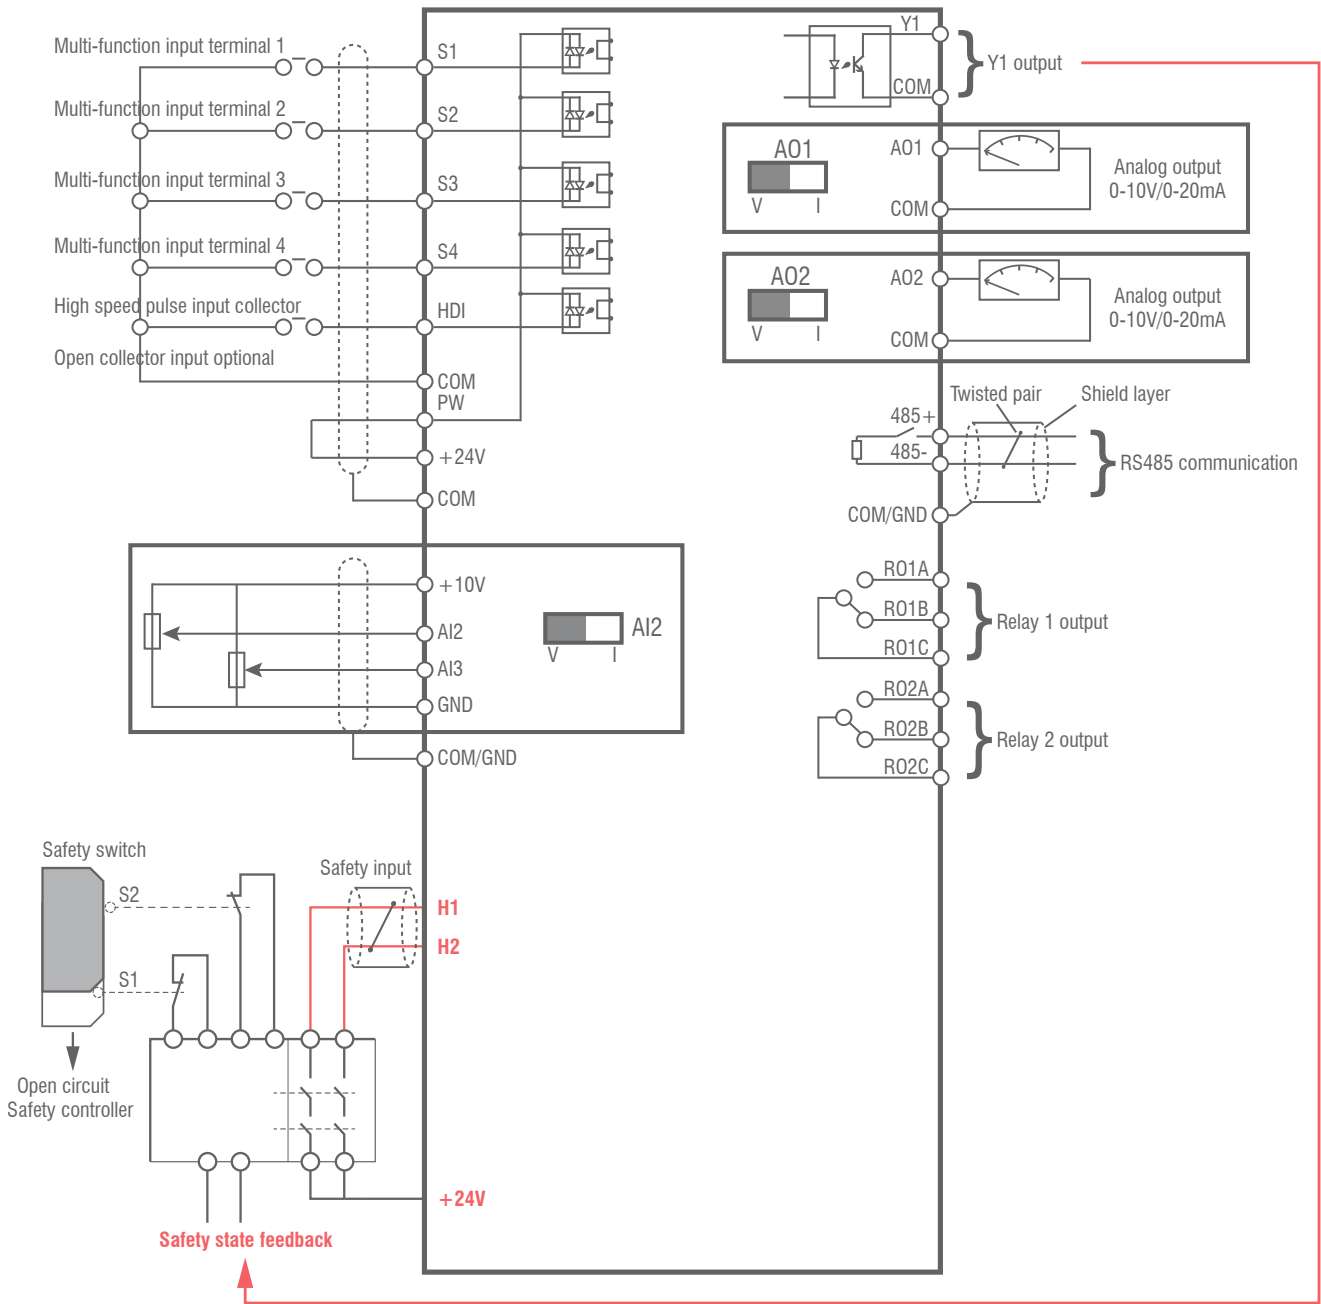 Multi-function input terminal 1
S1
Multi-function input terminal 2
S2
Multi-function input terminal 3
S3
Multi-function input terminal 4
S4
High speed pulse input collector
HDI
Open collector input optional
COM
PW
+24V
COM
+10V
AI2
AI3
GND
AI2
V I
COM/GND
Y1
COM
Y1 output
AO1
V I
AO1
COM
Analog output
0-10V/0-20mA
AO2
V I
AO2
COM
Analog output
0-10V/0-20mA
Twisted pair
Shield layer
485+
485-
RS485 communication
COM/GND
RO1A
RO1B
RO1C
Relay 1 output
RO2A
RO2B
RO2C
Relay 2 output
Safety switch
S2
S1
Safety input
H1
H2
Open circuit
Safety controller
+24V
Safety state feedback